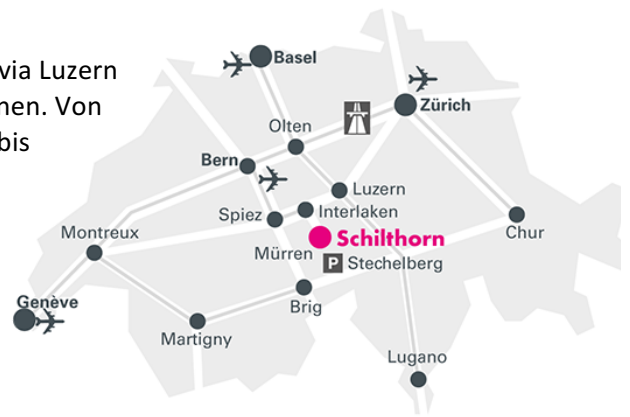 via Luzern
nen. Von
bis
Basel
Zürich
Olten
Bern
Luzern
Spiez
Interlaken
Schilthorn
Montreux
Mürren
P Stechelberg
Chur
Genève
Brig
Martigny
Lugano